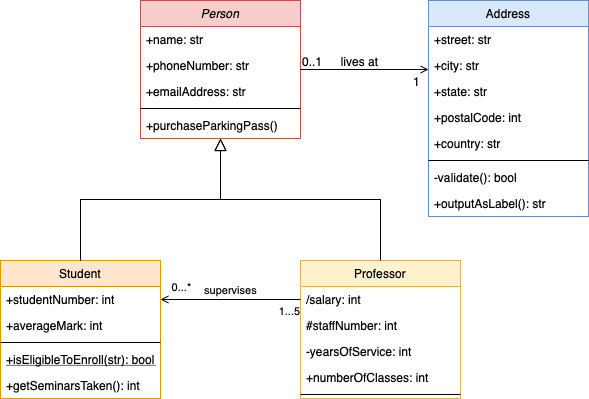 Person
+name: str
+phoneNumber: str
+emailAddress: str
+purchaseParkingPass()
0..1 lives at
1
Address
+street: str
+city: str
+state: str
+postalCode: int
+country: str
-validate(): bool
+outputAsLabel(): str
Student
+studentNumber: int
+averageMark: int
+isEligibleToEnroll(str): bool
+getSeminarsTaken(): int
0...* supervises
1...5
Professor
/salary: int
#staffNumber: int
-yearsOfService: int
+numberOfClasses: int